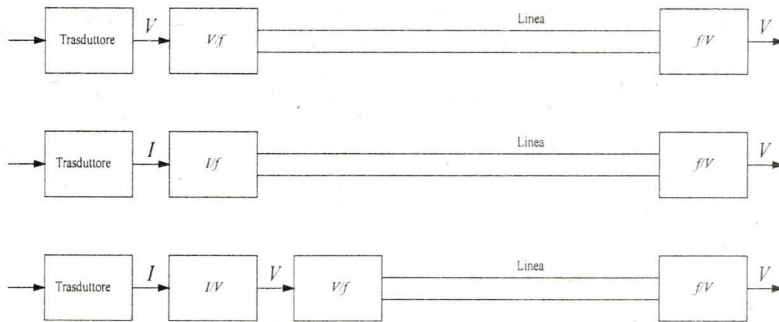 Linea
Trasduttore V V/f f/V V
Linea
Trasduttore I I/f f/V V
Linea
Trasduttore I I/V V V/f f/V V